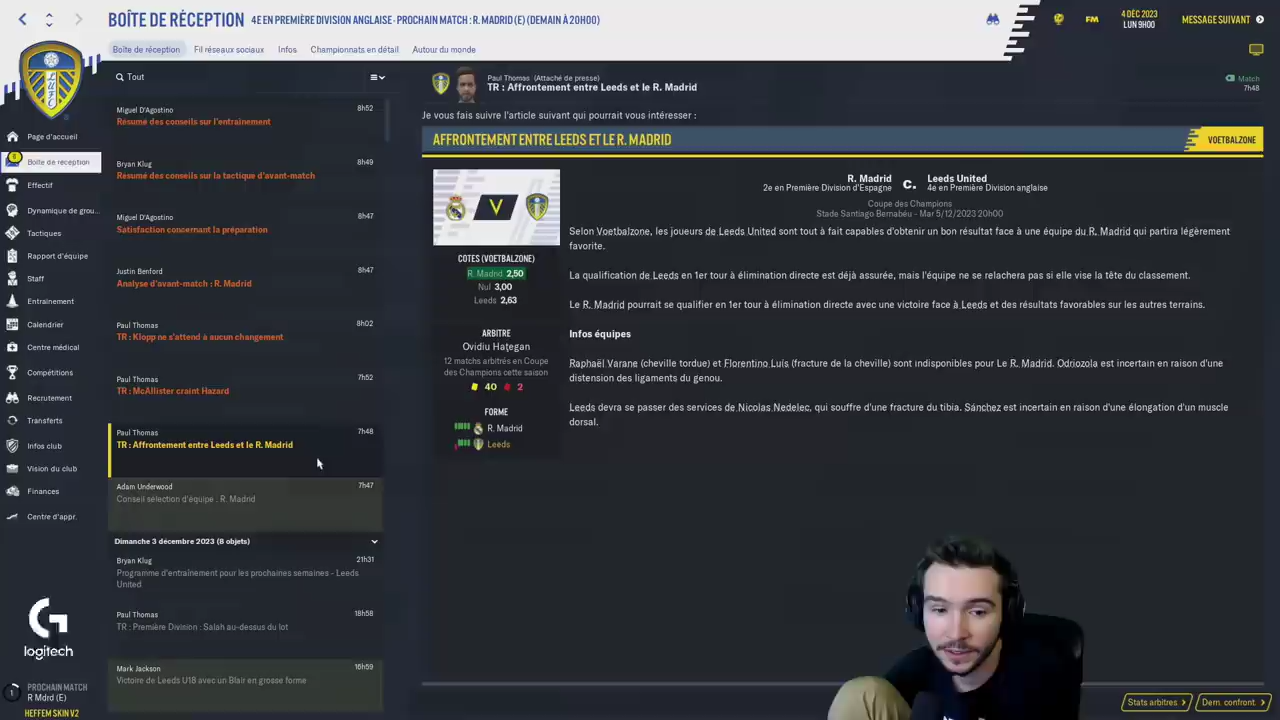 BOÎTE DE RÉCEPTION
4E EN PREMIÈRE DIVISION ANGLAISE - PROCHAIN MATCH : R. MADRID (E) (DEMAIN À 20H00)
FM
4 DÉC 2023
LUN 9H00
MESSAGE SUIVANT
Boîte de réception
Fil réseaux sociaux
Infos
Championnats en détail
Autour du monde
LUFC
Page d'accueil
Boîte de réception
Effectif
Dynamique de grou...
Tactiques
Rapport d'équipe
Staff
Entraînement
Calendrier
Centre médical
Compétitions
Recrutement
Transferts
Infos club
Vision du club
Finances
Centre d'appr.
logitech
1
PROCHAIN MATCH
R Mdrd (E)
HEFFEM SKIN V2
Tout
Miguel D'Agostino 8h52
Résumé des conseils sur l'entraînement
Bryan Klug 8h49
Résumé des conseils sur la tactique d'avant-match
Miguel D'Agostino 8h47
Satisfaction concernant la préparation
Justin Benford 8h47
Analyse d'avant-match : R. Madrid
Paul Thomas 8h02
TR : Klopp ne s'attend à aucun changement
Paul Thomas 7h52
TR : McAllister craint Hazard
Paul Thomas 7h48
TR : Affrontement entre Leeds et le R. Madrid
Adam Underwood 7h47
Conseil sélection d'équipe : R. Madrid
Dimanche 3 décembre 2023 (8 objets)
Bryan Klug 21h31
Programme d'entraînement pour les prochaines semaines - Leeds
United
Paul Thomas 18h58
TR : Première Division : Salah au-dessus du lot
Mark Jackson 16h59
Victoire de Leeds U18 avec un Blair en grosse forme
Paul Thomas (Attaché de presse)
TR : Affrontement entre Leeds et le R. Madrid
Match
7h48
Je vous fais suivre l'article suivant qui pourrait vous intéresser :
AFFRONTEMENT ENTRE LEEDS ET LE R. MADRID
VOETBALZONE
V
COTES (VOETBALZONE)
R. Madrid 2,50
Nul 3,00
Leeds 2,63
ARBITRE
Ovidiu Hațegan
12 matchs arbitrés en Coupe
des Champions cette saison
40 2
FORME
R. Madrid
Leeds
R. Madrid c. Leeds United
2e en Première Division d'Espagne 4e en Première Division anglaise
Coupe des Champions
Stade Santiago Bernabéu - Mar 5/12/2023 20h00
Selon Voetbalzone, les joueurs de Leeds United sont tout à fait capables d'obtenir un bon résultat face à une équipe du R. Madrid qui partira légèrement
favorite.
La qualification de Leeds en 1er tour à élimination directe est déjà assurée, mais l'équipe ne se relachera pas si elle vise la tête du classement.
Le R. Madrid pourrait se qualifier en 1er tour à élimination directe avec une victoire face à Leeds et des résultats favorables sur les autres terrains.
Infos équipes
Raphaël Varane (cheville tordue) et Florentino Luís (fracture de la cheville) sont indisponibles pour Le R. Madrid. Odriozola est incertain en raison d'une
distension des ligaments du genou.
Leeds devra se passer des services de Nicolas Nedelec, qui souffre d'une fracture du tibia. Sánchez est incertain en raison d'une élongation d'un muscle
dorsal.
Stats arbitres
Dern. confront.